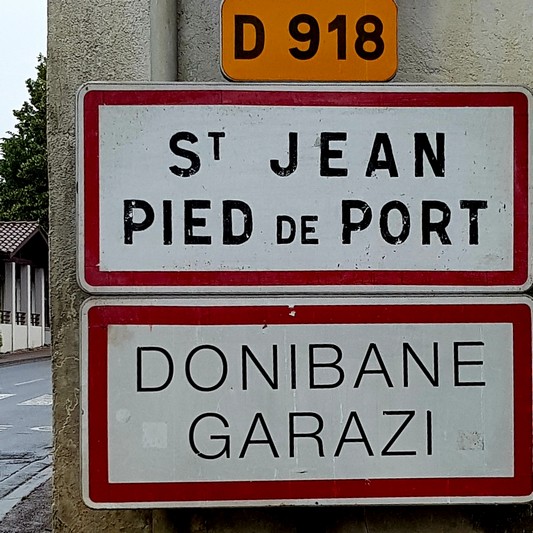 D 918
ST JEAN
PIED DE PORT
DONIBANE
GARAZI